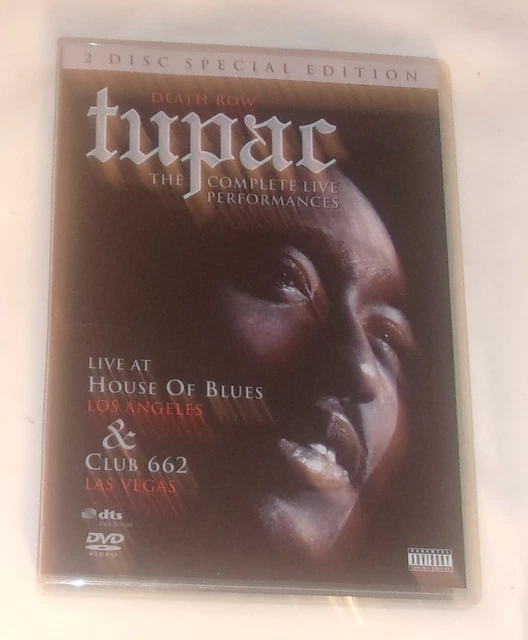 2 DISC SPECIAL EDITION
DEATH ROW
tupac
THE COMPLETE LIVE
PERFORMANCES
LIVE AT
HOUSE OF BLUES
LOS ANGELES
&
CLUB 662
LAS VEGAS
dts
DVD
VIDEO
PARENTAL
ADVISORY
EXPLICIT CONTENT